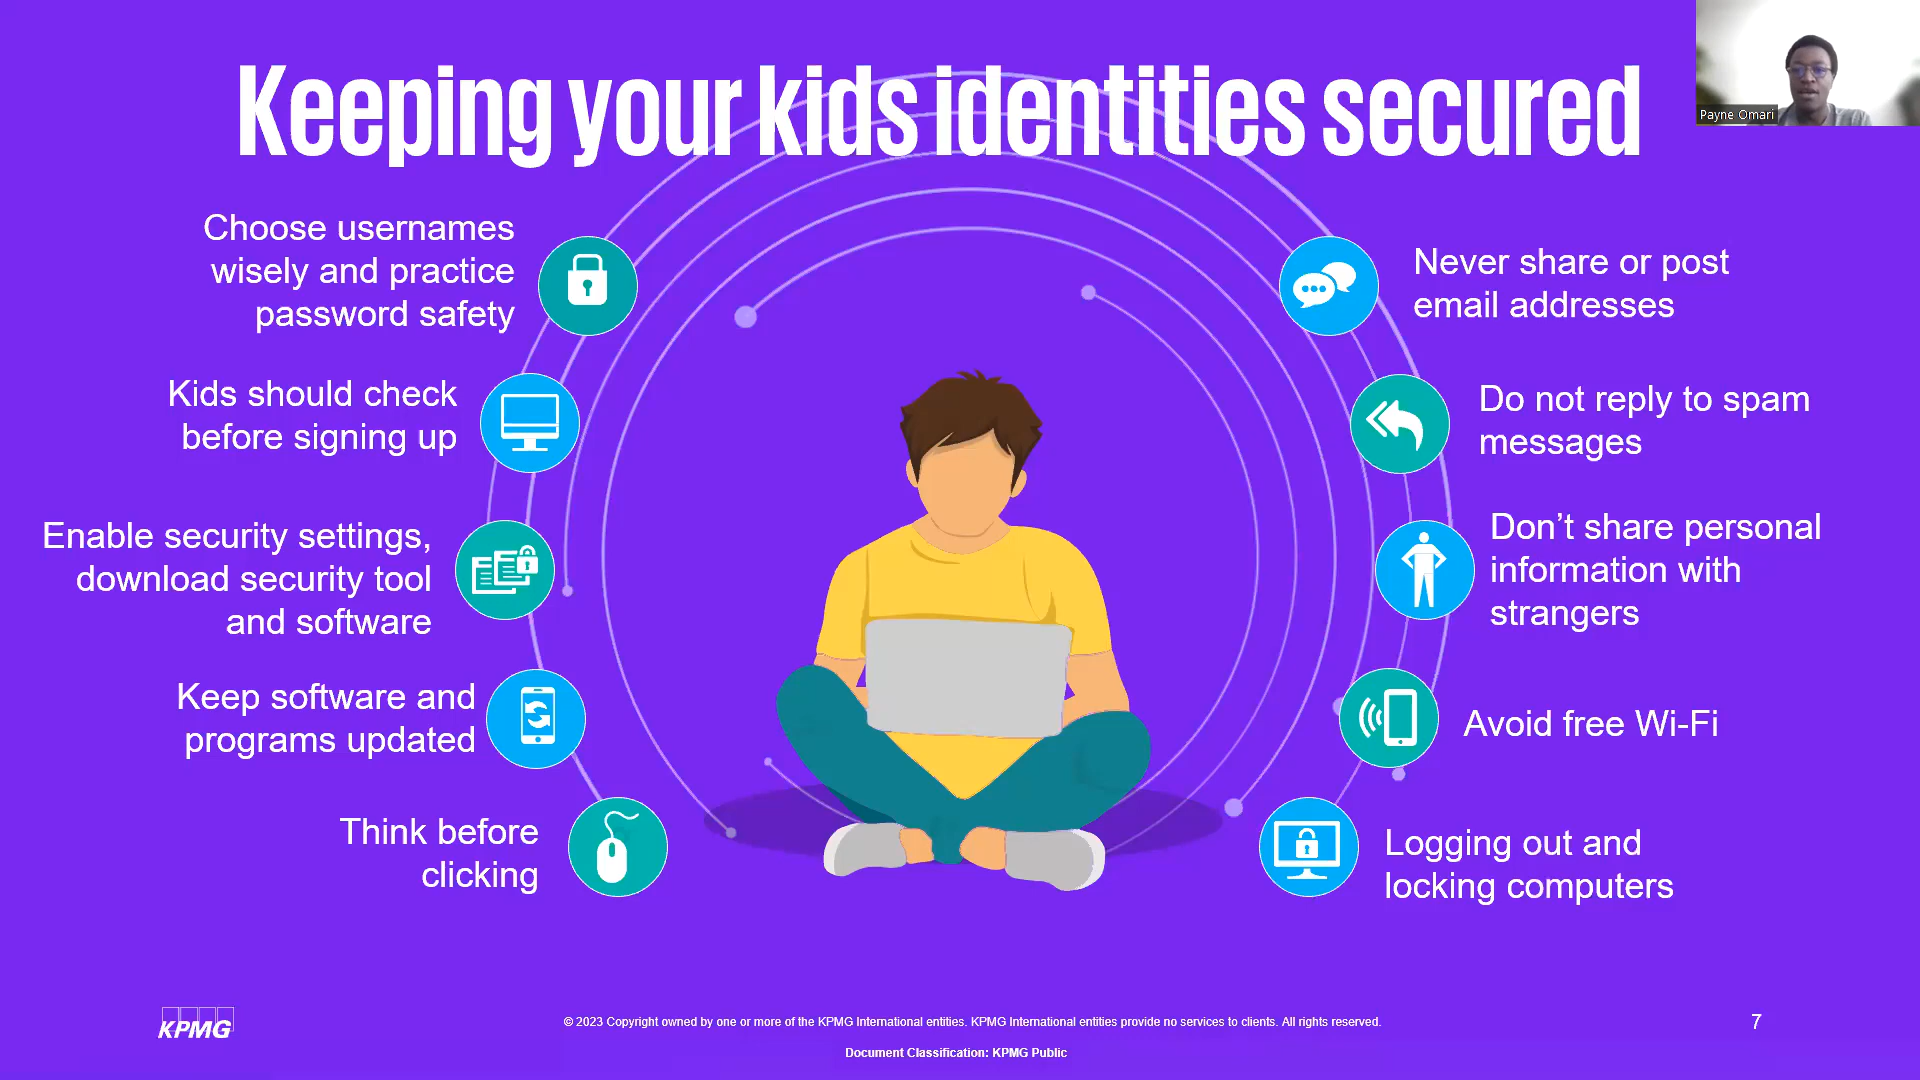 Keeping your kids identities secured
Payne Omari
Choose usernames
wisely and practice
password safety
Kids should check
before signing up
Enable security settings,
download security tool
and software
Keep software and
programs updated
Think before
clicking
Never share or post
email addresses
Do not reply to spam
messages
Don’t share personal
information with
strangers
Avoid free Wi-Fi
Logging out and
locking computers
KPMG
© 2023 Copyright owned by one or more of the KPMG International entities. KPMG International entities provide no services to clients. All rights reserved.
7
Document Classification: KPMG Public